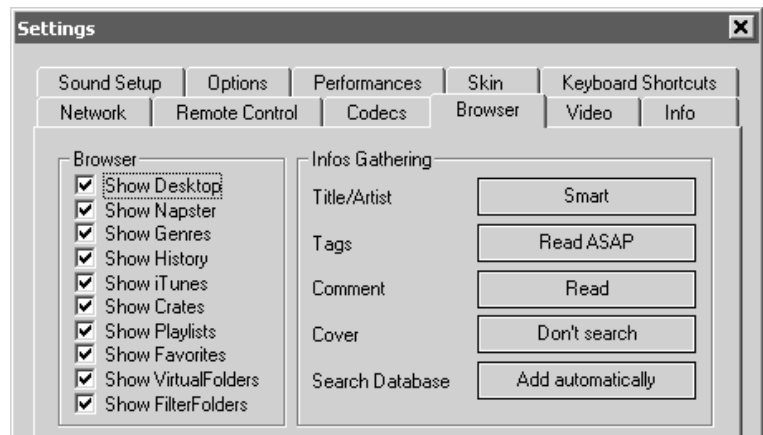 Settings
Sound Setup Options Performances Skin Keyboard Shortcuts
Network Remote Control Codecs Browser Video Info
Browser
Show Desktop
Show Napster
Show Genres
Show History
Show iTunes
Show Crates
Show Playlists
Show Favorites
Show VirtualFolders
Show FilterFolders
Infos Gathering
Title/Artist Smart
Tags Read ASAP
Comment Read
Cover Don't search
Search Database Add automatically